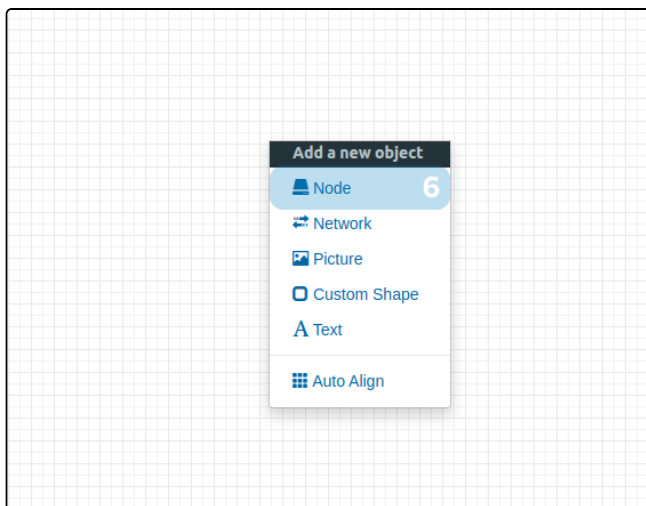 Add a new object
Node 6
Network
Picture
Custom Shape
Text
Auto Align